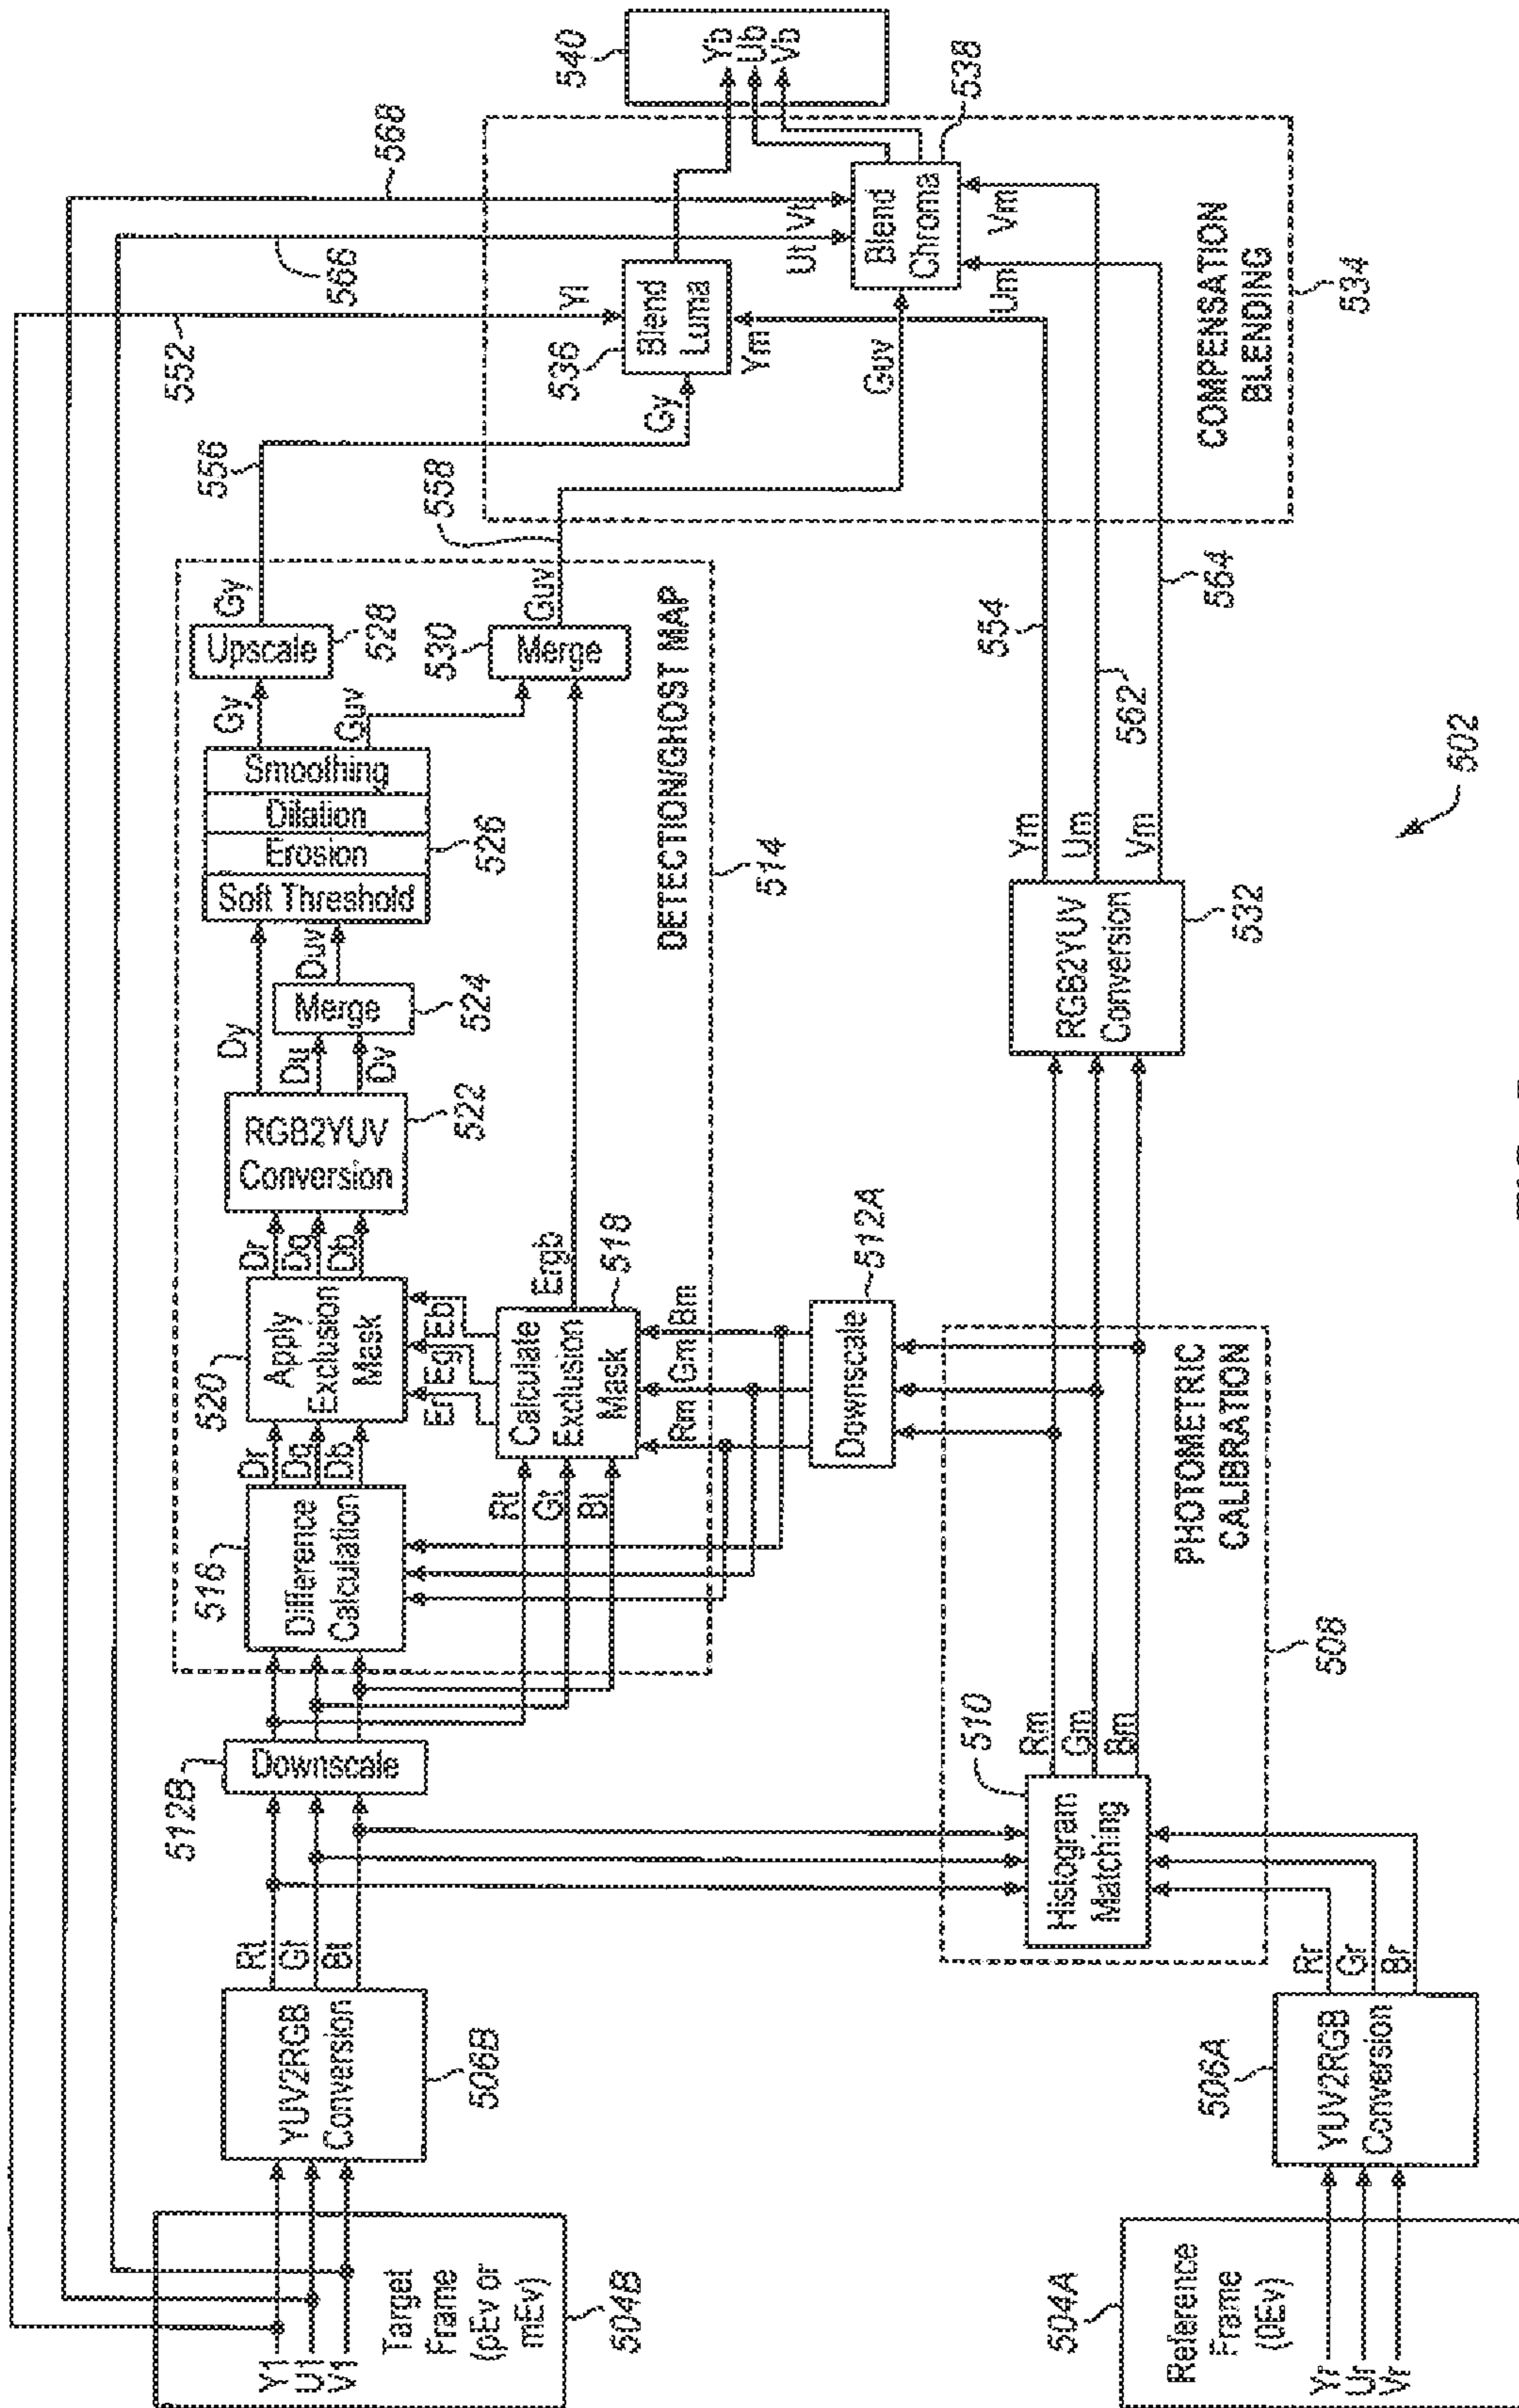 Y1
U1
V1
Target
Frame
(pEv or
mEv)
504B
YUV2RGB
Conversion
506B
Rt
Gt
Bt
Downscale
512B
Difference
Calculation
516
Dr
Dg
Db
Apply
Exclusion
Mask
520
Dr
Dg
Db
RGB2YUV
Conversion
522
Dy
Du
Dv
Merge
524
Duv
Soft Threshold
Erosion
Dilation
Smoothing
526
Gy
Guv
Upscale
528
Gy
Merge
530
Guv
556
558
552
566
568
Rt
Gt
Bt
Er
Eg
Eb
Calculate
Exclusion
Mask
518
Ergb
Rm
Gm
Bm
DETECTION/GHOST MAP
514
Downscale
512A
Reference
Frame
(0Ev)
504A
Yr
Ur
Vr
YUV2RGB
Conversion
506A
Rr
Gr
Br
Histogram
Matching
510
Rm
Gm
Bm
PHOTOMETRIC
CALIBRATION
508
RGB2YUV
Conversion
532
Ym
Um
Vm
554
562
564
Gy
Yt
Ym
Blend
Luma
536
Guv
Ut
Vt
Um
Vm
Blend
Chroma
538
COMPENSATION
BLENDING
534
Yb
Ub
Vb
540
502